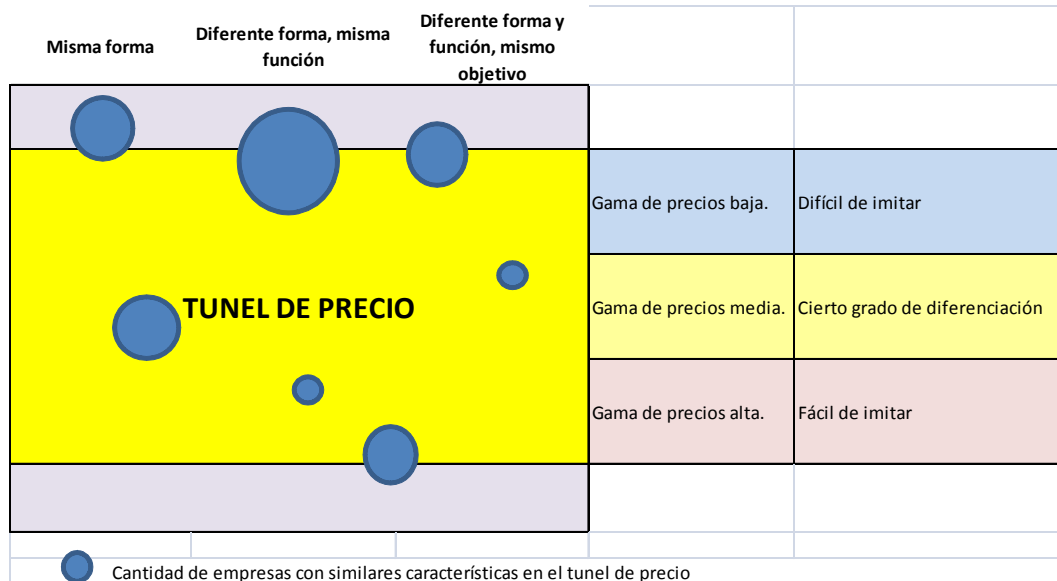 Misma forma
Diferente forma, misma
función
Diferente forma y
función, mismo
objetivo
Gama de precios baja.
Difícil de imitar
TUNEL DE PRECIO
Gama de precios media.
Cierto grado de diferenciación
Gama de precios alta.
Fácil de imitar
Cantidad de empresas con similares características en el tunel de precio